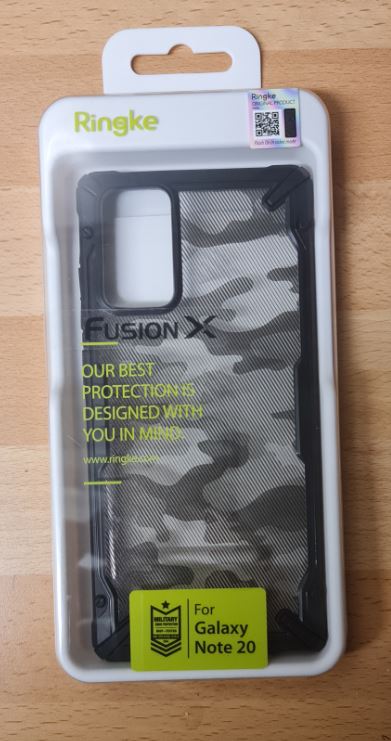 Ringke
Ringke
ORIGINAL PRODUCT
FUSION X
OUR BEST
PROTECTION IS
DESIGNED WITH
YOU IN MIND.
www.ringke.com
MILITARY
For
Galaxy
Note 20